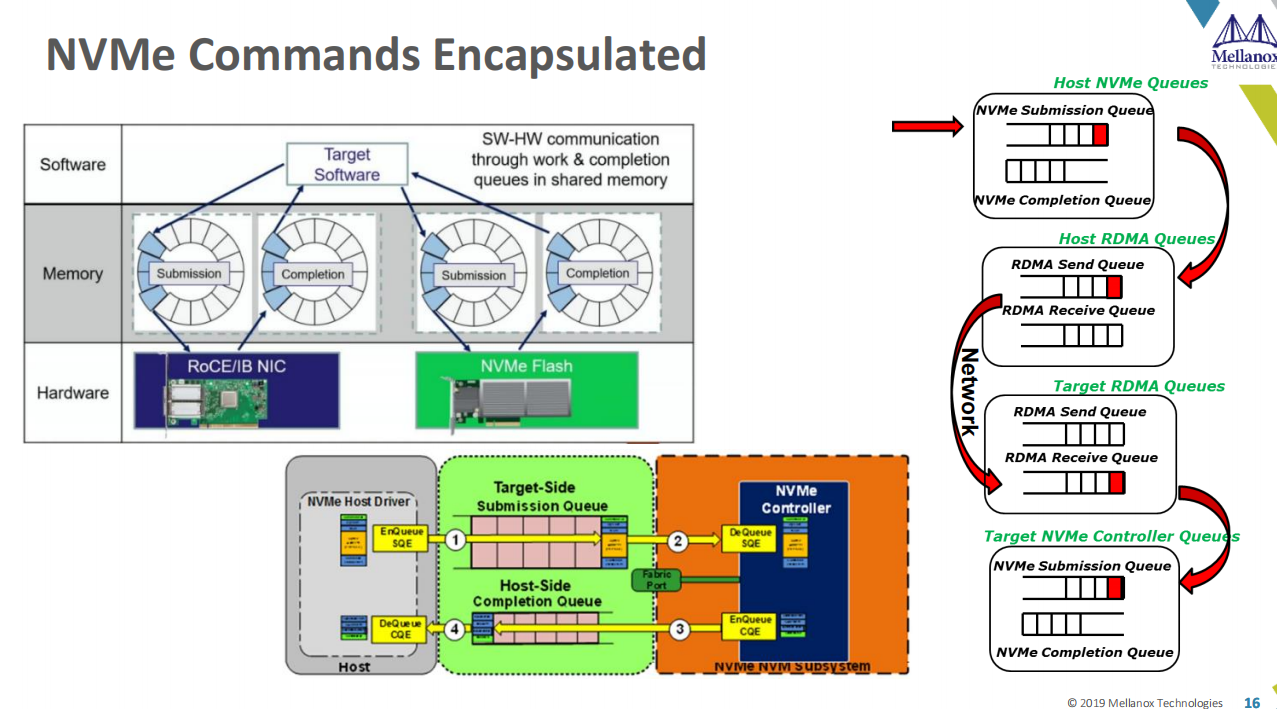 NVMe Commands Encapsulated
Mellanox
TECHNOLOGIE
Software
Target
Software
SW-HW communication
through work & completion
queues in shared memory
Memory
Submission
Completion
Submission
Completion
Hardware
RoCE/IB NIC
NVMe Flash
Host NVMe Queues
NVMe Submission Queue
NVMe Completion Queue
Host RDMA Queues
RDMA Send Queue
RDMA Receive Queue
Network
Target RDMA Queues
RDMA Send Queue
RDMA Receive Queue
Target NVMe Controller Queues
NVMe Submission Queue
NVMe Completion Queue
NVMe Host Driver
EnQueue
SQE
1
Target-Side
Submission Queue
2
NVMe
Controller
DeQueue
SQE
Fabric
Port
Host-Side
Completion Queue
DeQueue
CQE
4
3
EnQueue
CQE
Host
NVMe NVM Subsystem
© 2019 Mellanox Technologies
16